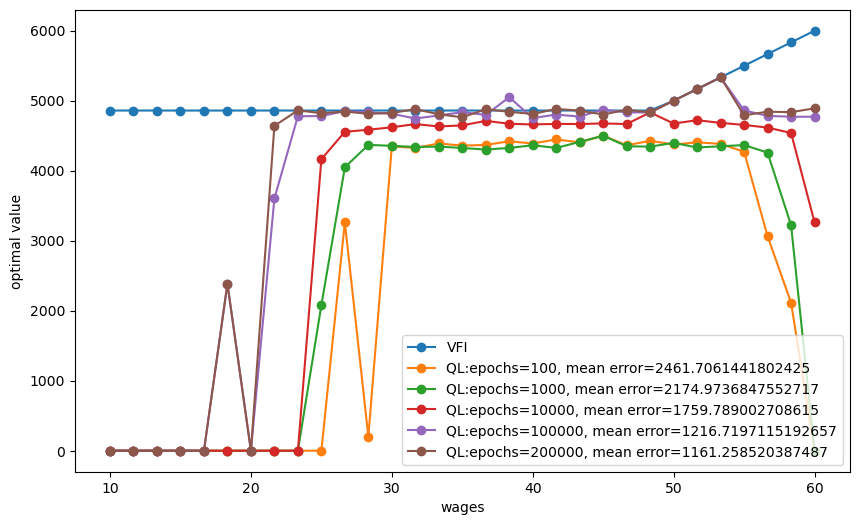 6000
5000
4000
3000
2000
1000
0
optimal value
10
20
30
40
50
60
wages
VFI
QL:epochs=100, mean error=2461.7061441802425
QL:epochs=1000, mean error=2174.9736847552717
QL:epochs=10000, mean error=1759.789002708615
QL:epochs=100000, mean error=1216.7197115192657
QL:epochs=200000, mean error=1161.258520387487